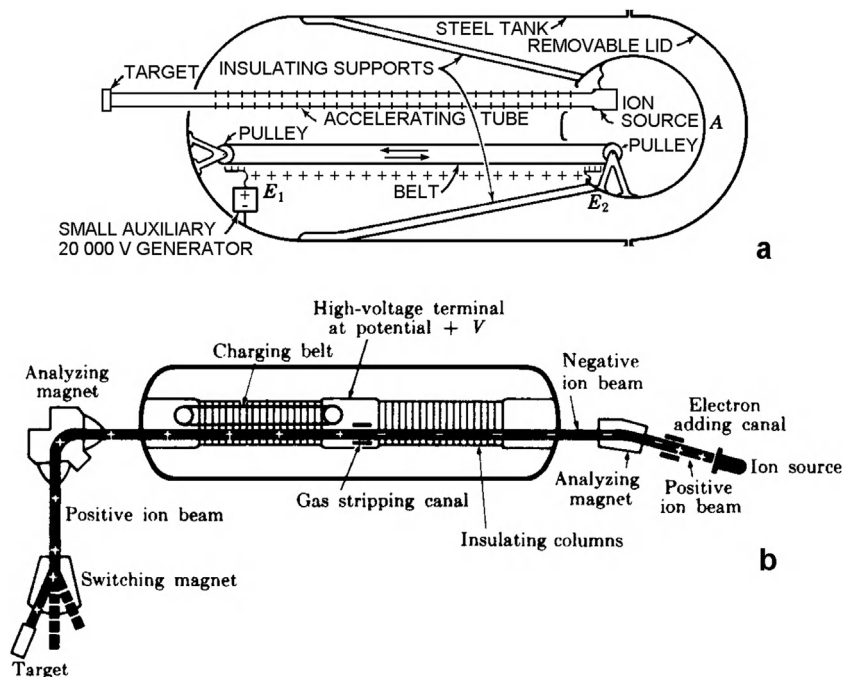 STEEL TANK
REMOVABLE LID
TARGET
INSULATING SUPPORTS
ACCELERATING TUBE
ION
SOURCE
A
PULLEY
PULLEY
+ + + + + + + + + + + + + + + +
BELT
E1
E2
+
-
SMALL AUXILIARY
20 000 V GENERATOR
a
High-voltage terminal
at potential + V
Charging belt
Analyzing
magnet
Negative
ion beam
Electron
adding canal
Ion source
Analyzing
magnet
Positive
ion beam
Gas stripping canal
Insulating columns
Positive ion beam
b
Switching magnet
Target